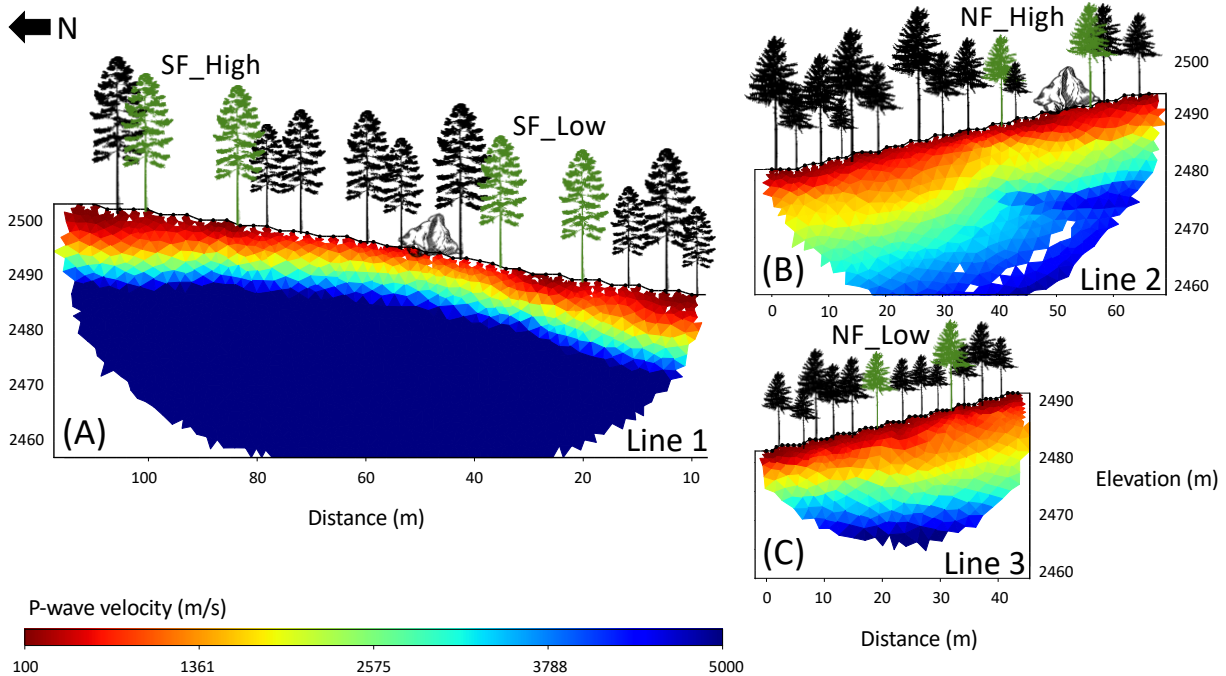 N
SF_High
SF_Low
2500
2490
2480
2470
2460
(A)
Line 1
100
80
60
40
20
10
Distance (m)
NF_High
2500
2490
2480
2470
2460
(B)
Line 2
0
10
20
30
40
50
60
NF_Low
2490
2480
2470
2460
Elevation (m)
(C)
Line 3
0
10
20
30
40
Distance (m)
P-wave velocity (m/s)
100
1361
2575
3788
5000